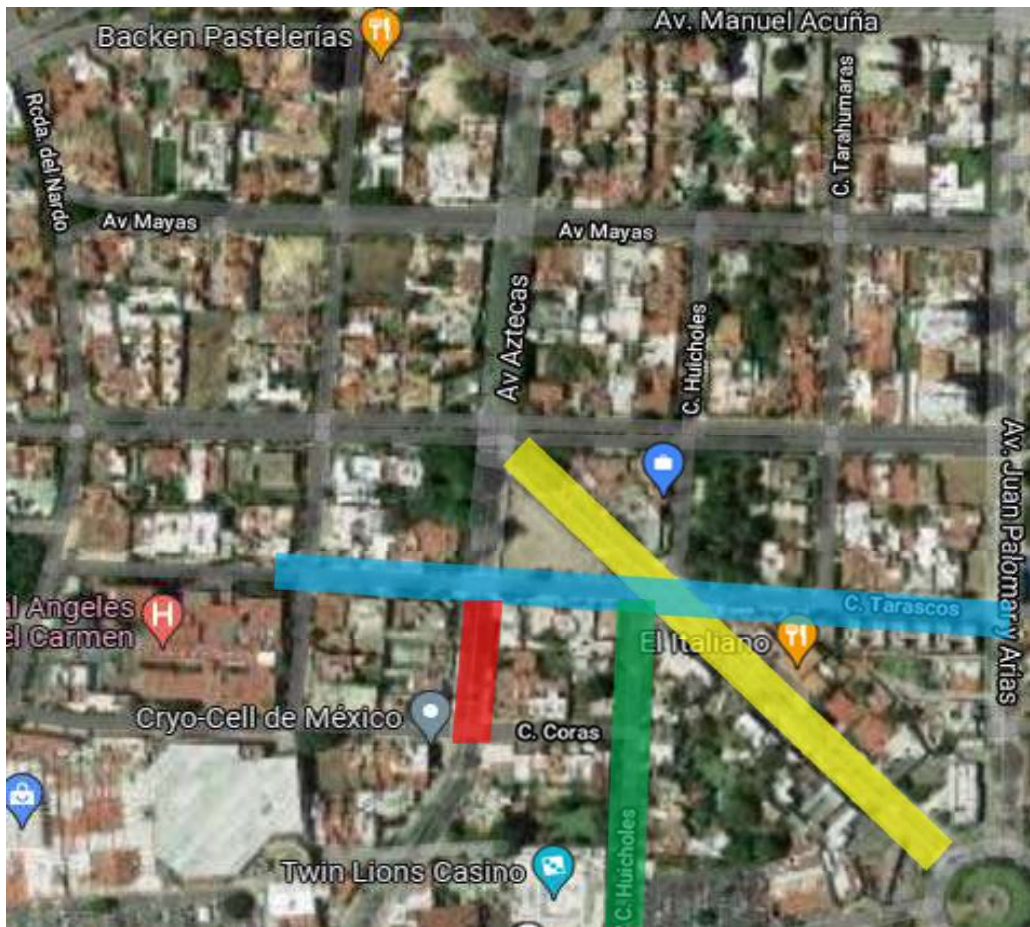 Av. Manuel Acuña
Backen Pastelerías
Rcda. del Nardo
C. Tarahumaras
Av Mayas
Av Mayas
Av Aztecas
C. Huicholes
Av. Juan Palomar y Arias
al Angeles
el Carmen
C. Tarascos
El Italiano
Cryo-Cell de México
C. Coras
C. Huicholes
Twin Lions Casino